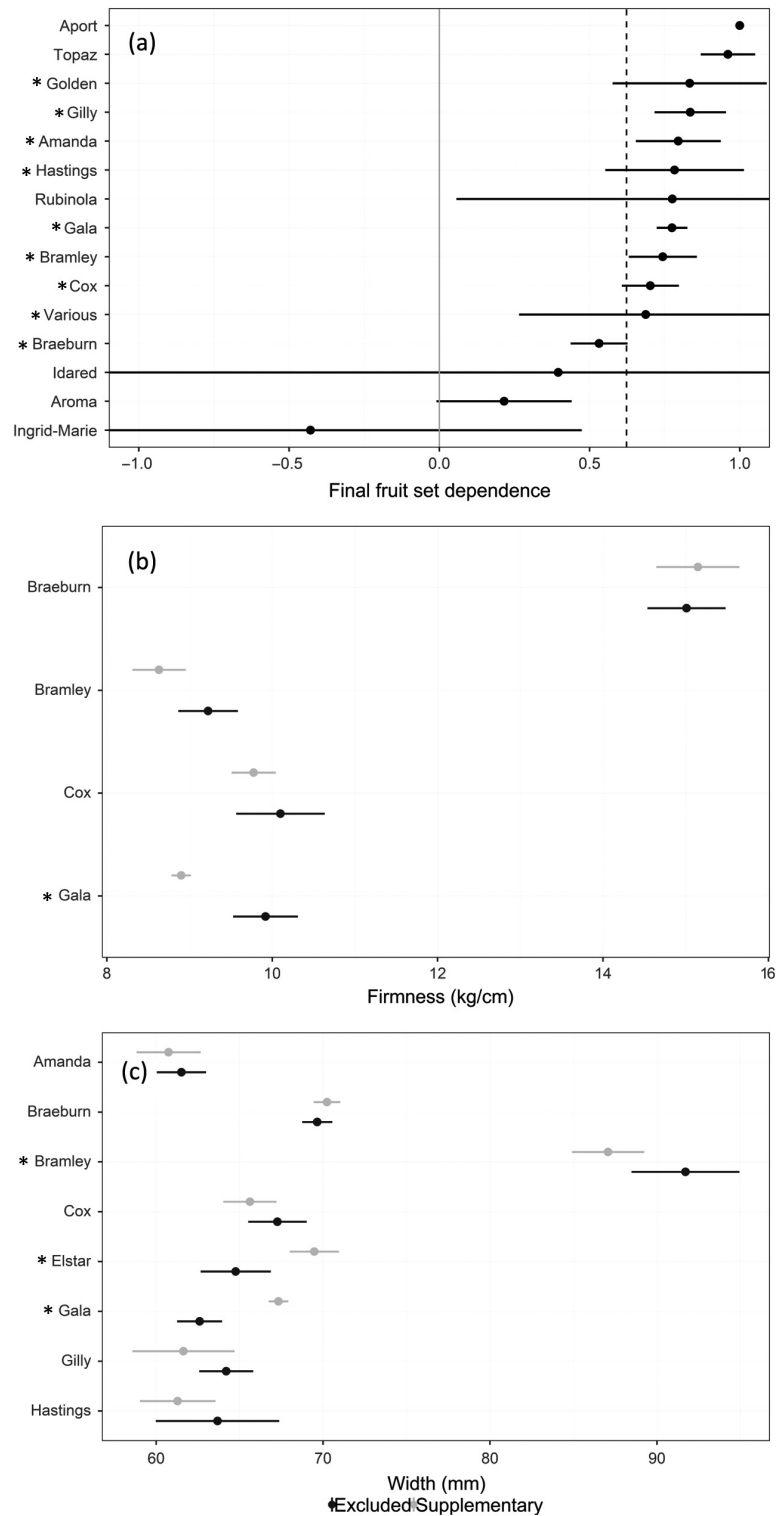 (a)
Aport
Topaz
* Golden
* Gilly
* Amanda
* Hastings
Rubinola
* Gala
* Bramley
* Cox
* Various
* Braeburn
Idared
Aroma
Ingrid-Marie
−1.0 −0.5 0.0 0.5 1.0
Final fruit set dependence
(b)
Braeburn
Bramley
Cox
* Gala
8 10 12 14 16
Firmness (kg/cm)
(c)
Amanda
Braeburn
* Bramley
Cox
* Elstar
* Gala
Gilly
Hastings
60 70 80 90
Width (mm)
Excluded Supplementary